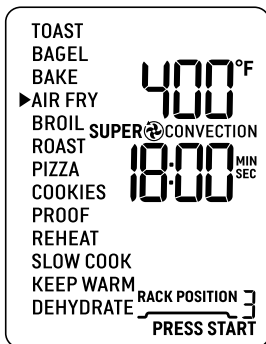 TOAST
BAGEL
BAKE
400°F
▶AIR FRY
BROIL
SUPER CONVECTION
ROAST
18:00 MIN SEC
PIZZA
COOKIES
PROOF
REHEAT
SLOW COOK
KEEP WARM
RACK POSITION 3
DEHYDRATE
PRESS START